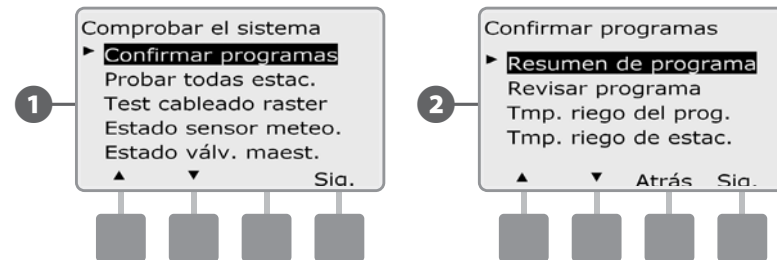 Comprobar el sistema
► Confirmar programas
Probar todas estac.
Test cableado raster
Estado sensor meteo.
Estado válv. maest.
▲ ▼ Sig.
1
Confirmar programas
► Resumen de programa
Revisar programa
Tmp. riego del prog.
Tmp. riego de estac.
▲ ▼ Atrás Sig.
2